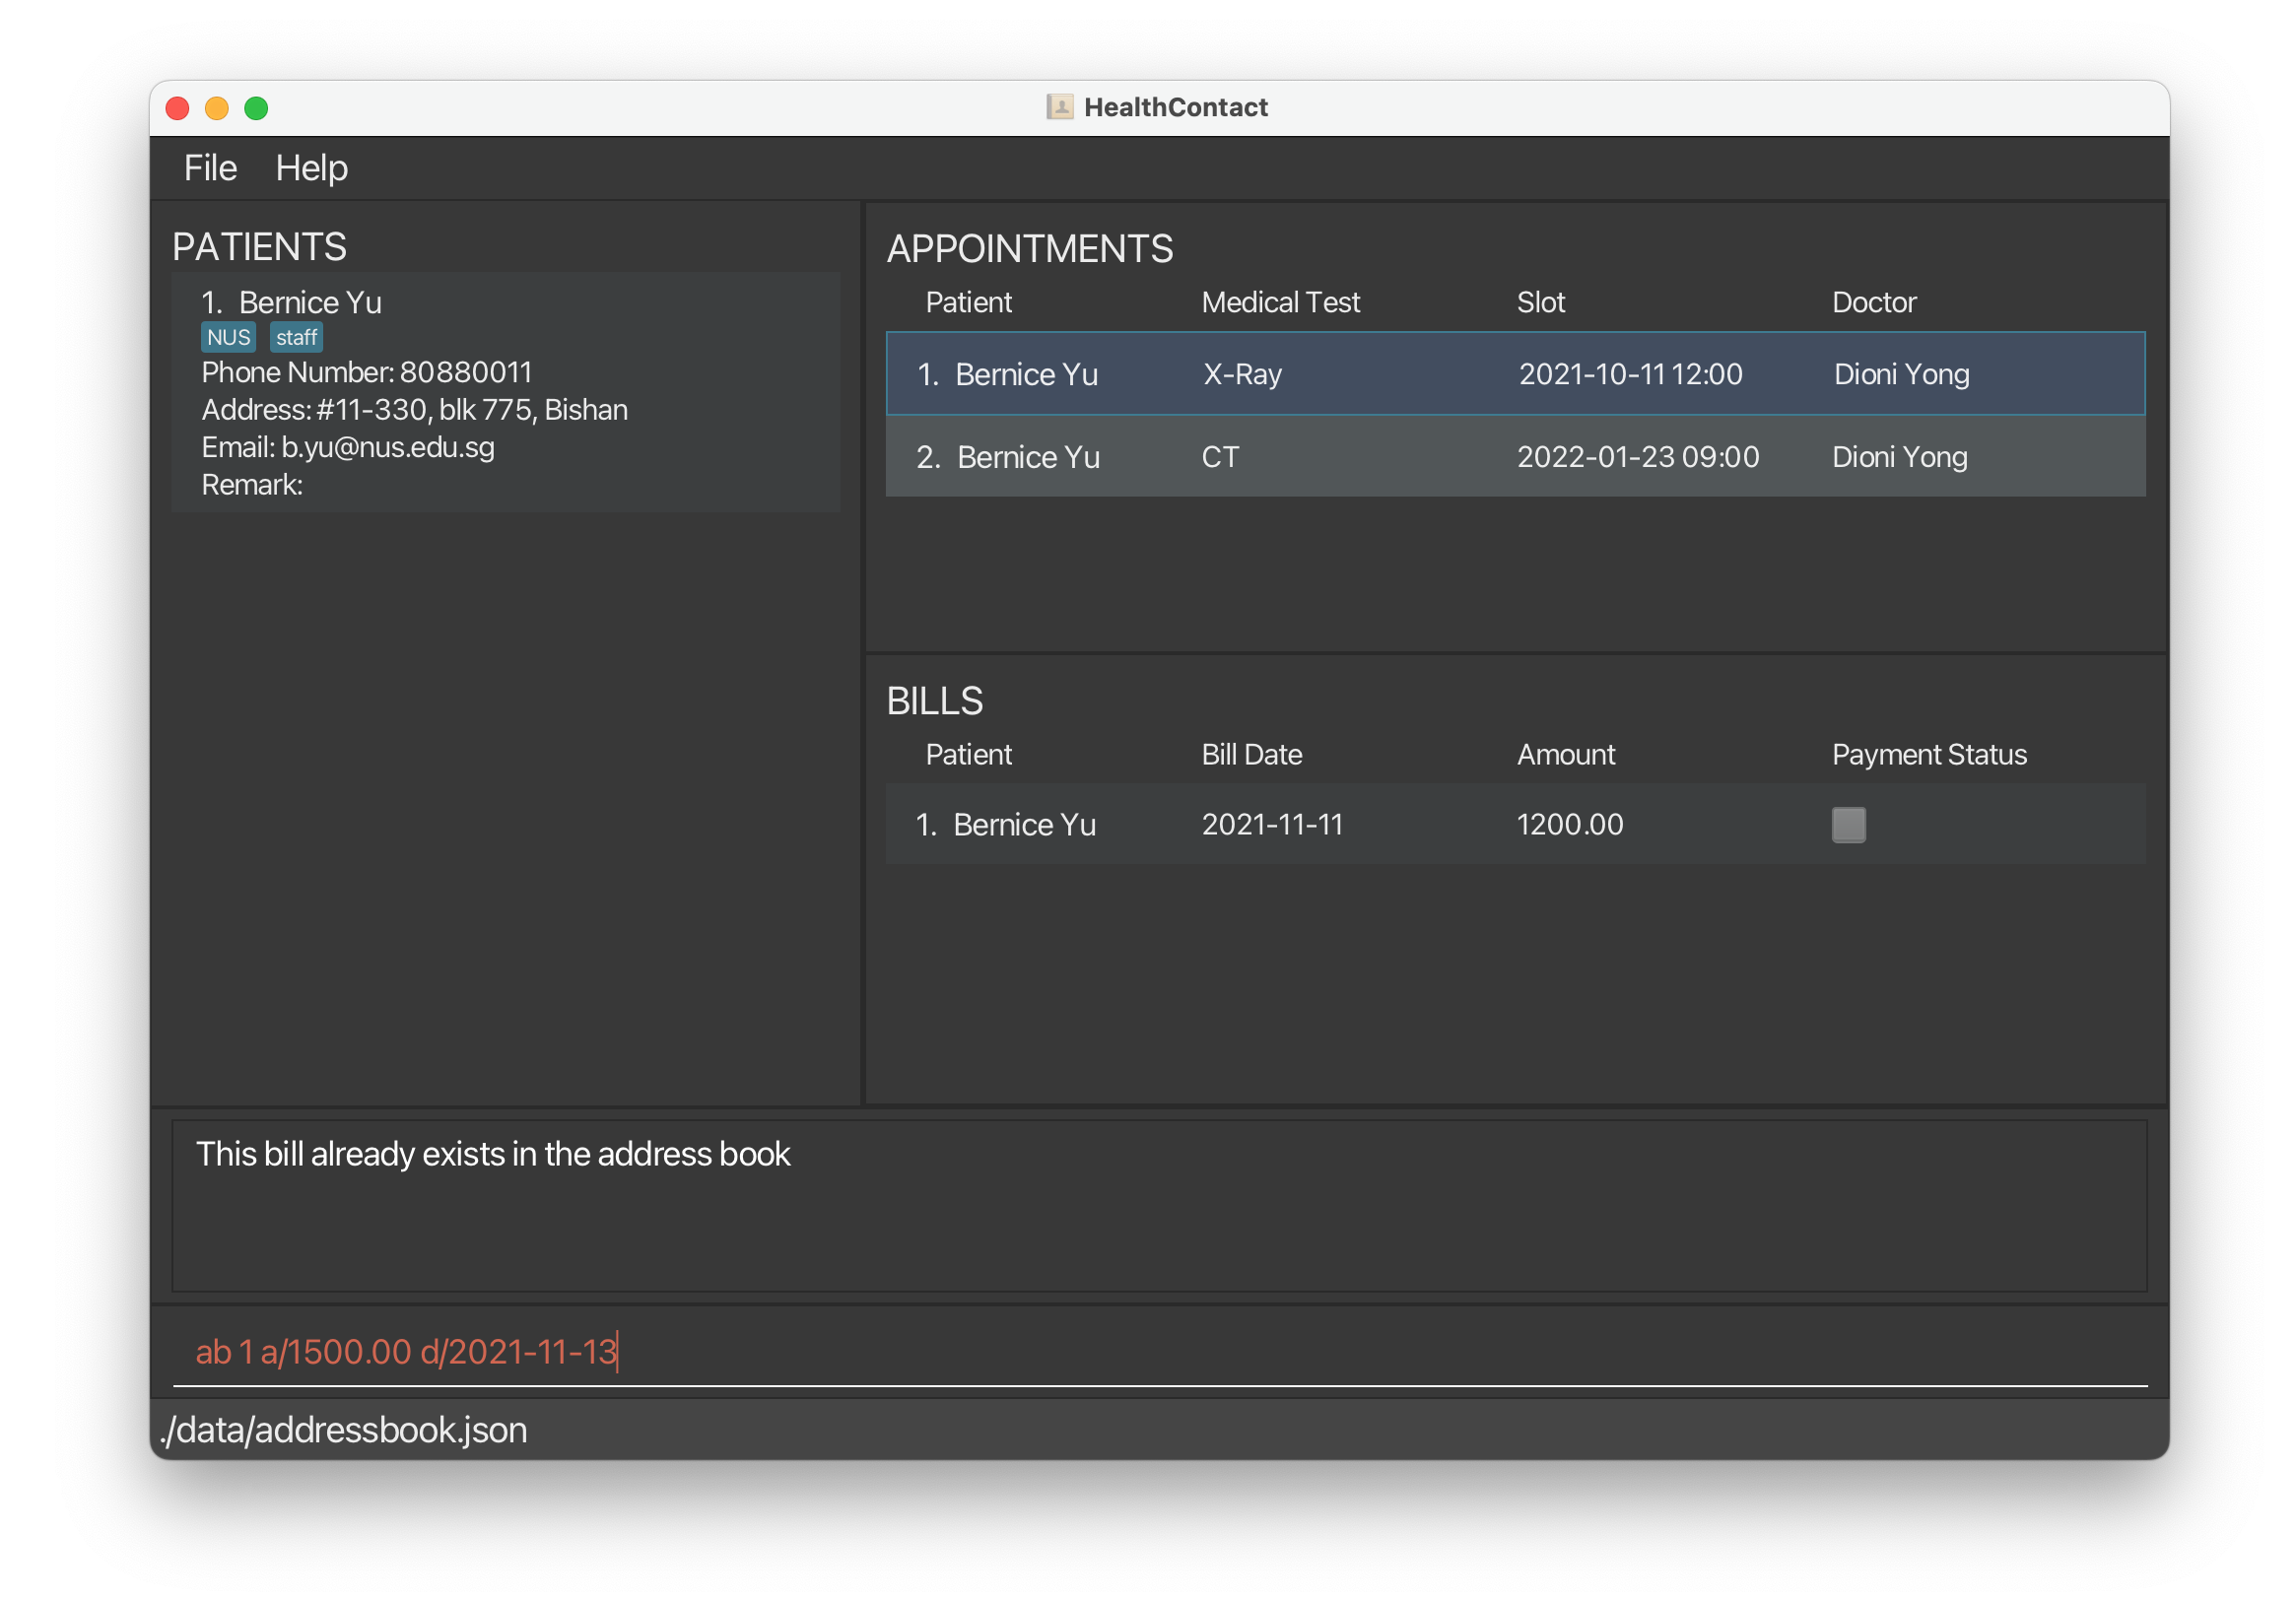 HealthContact
File Help
PATIENTS
1. Bernice Yu
NUS staff
Phone Number: 80880011
Address: #11-330, blk 775, Bishan
Email: b.yu@nus.edu.sg
Remark:
APPOINTMENTS
Patient Medical Test Slot Doctor
1. Bernice Yu X-Ray 2021-10-11 12:00 Dioni Yong
2. Bernice Yu CT 2022-01-23 09:00 Dioni Yong
BILLS
Patient Bill Date Amount Payment Status
1. Bernice Yu 2021-11-11 1200.00
This bill already exists in the address book
ab 1 a/1500.00 d/2021-11-13
./data/addressbook.json